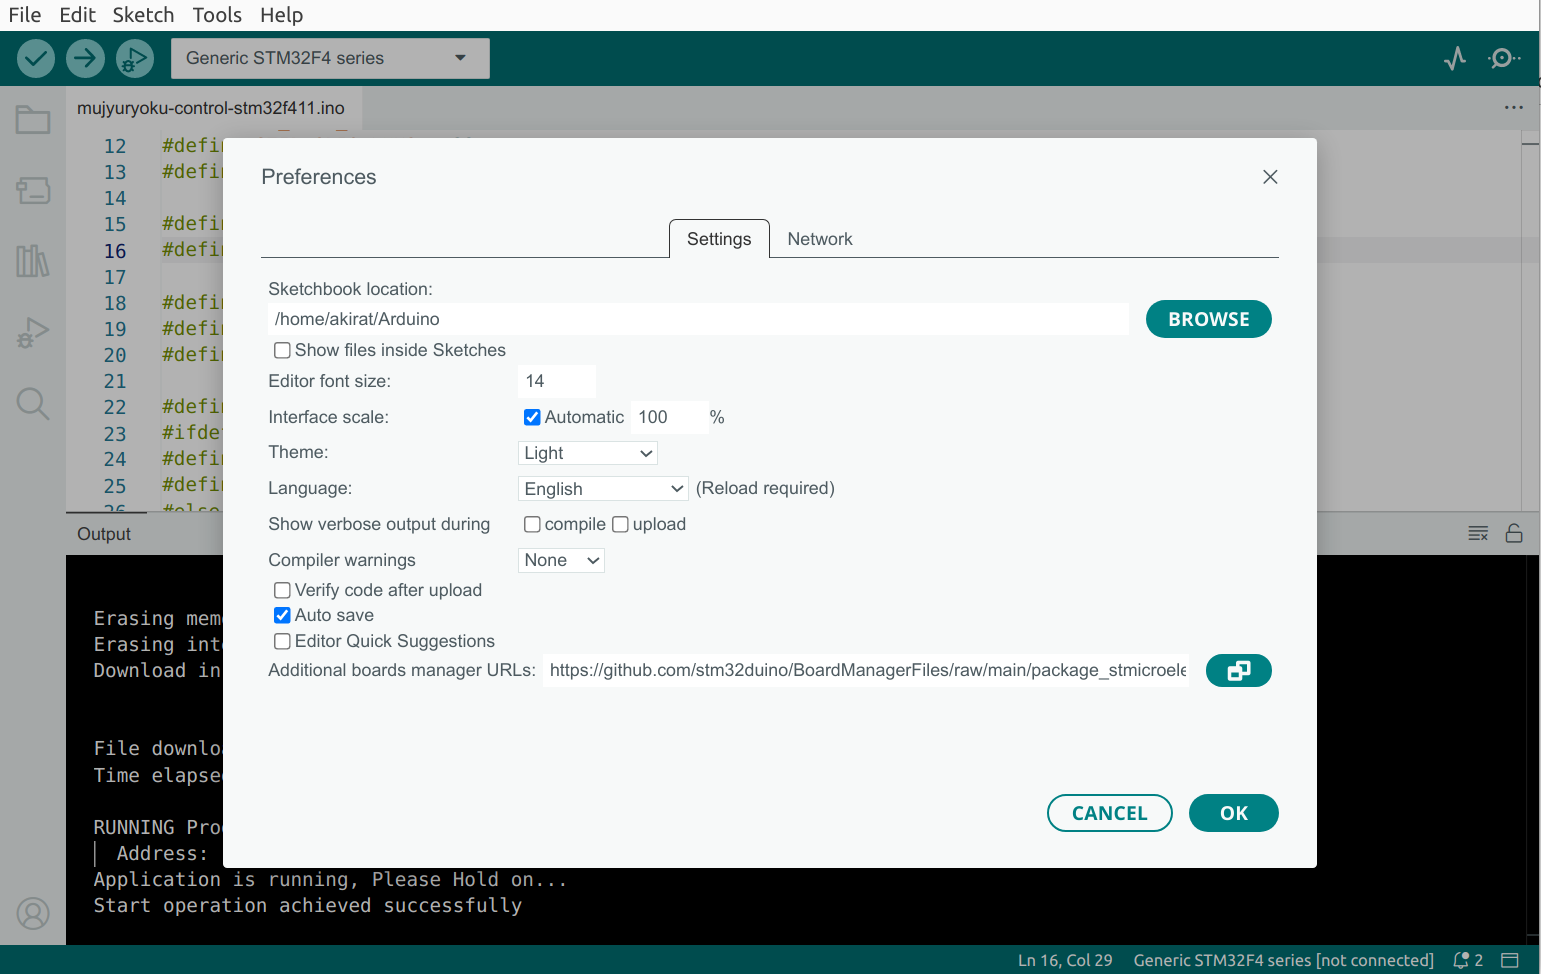 File Edit Sketch Tools Help
Generic STM32F4 series
mujyuryoku-control-stm32f411.ino
12 #defi
13 #defi
14
15 #defi
16 #defi
17
18 #defi
19 #defi
20 #defi
21
22 #defi
23 #ifde
24 #defi
25 #defi
26 #else
Preferences
Settings Network
Sketchbook location:
/home/akirat/Arduino
BROWSE
Show files inside Sketches
Editor font size: 14
Interface scale: Automatic 100 %
Theme: Light
Language: English (Reload required)
Show verbose output during compile upload
Compiler warnings None
Verify code after upload
Auto save
Editor Quick Suggestions
Additional boards manager URLs: https://github.com/stm32duino/BoardManagerFiles/raw/main/package_stmicroele
CANCEL OK
Output
Erasing mem
Erasing int
Download in
File downlo
Time elapse
RUNNING Pro
Address:
Application is running, Please Hold on...
Start operation achieved successfully
Ln 16, Col 29 Generic STM32F4 series [not connected] 2